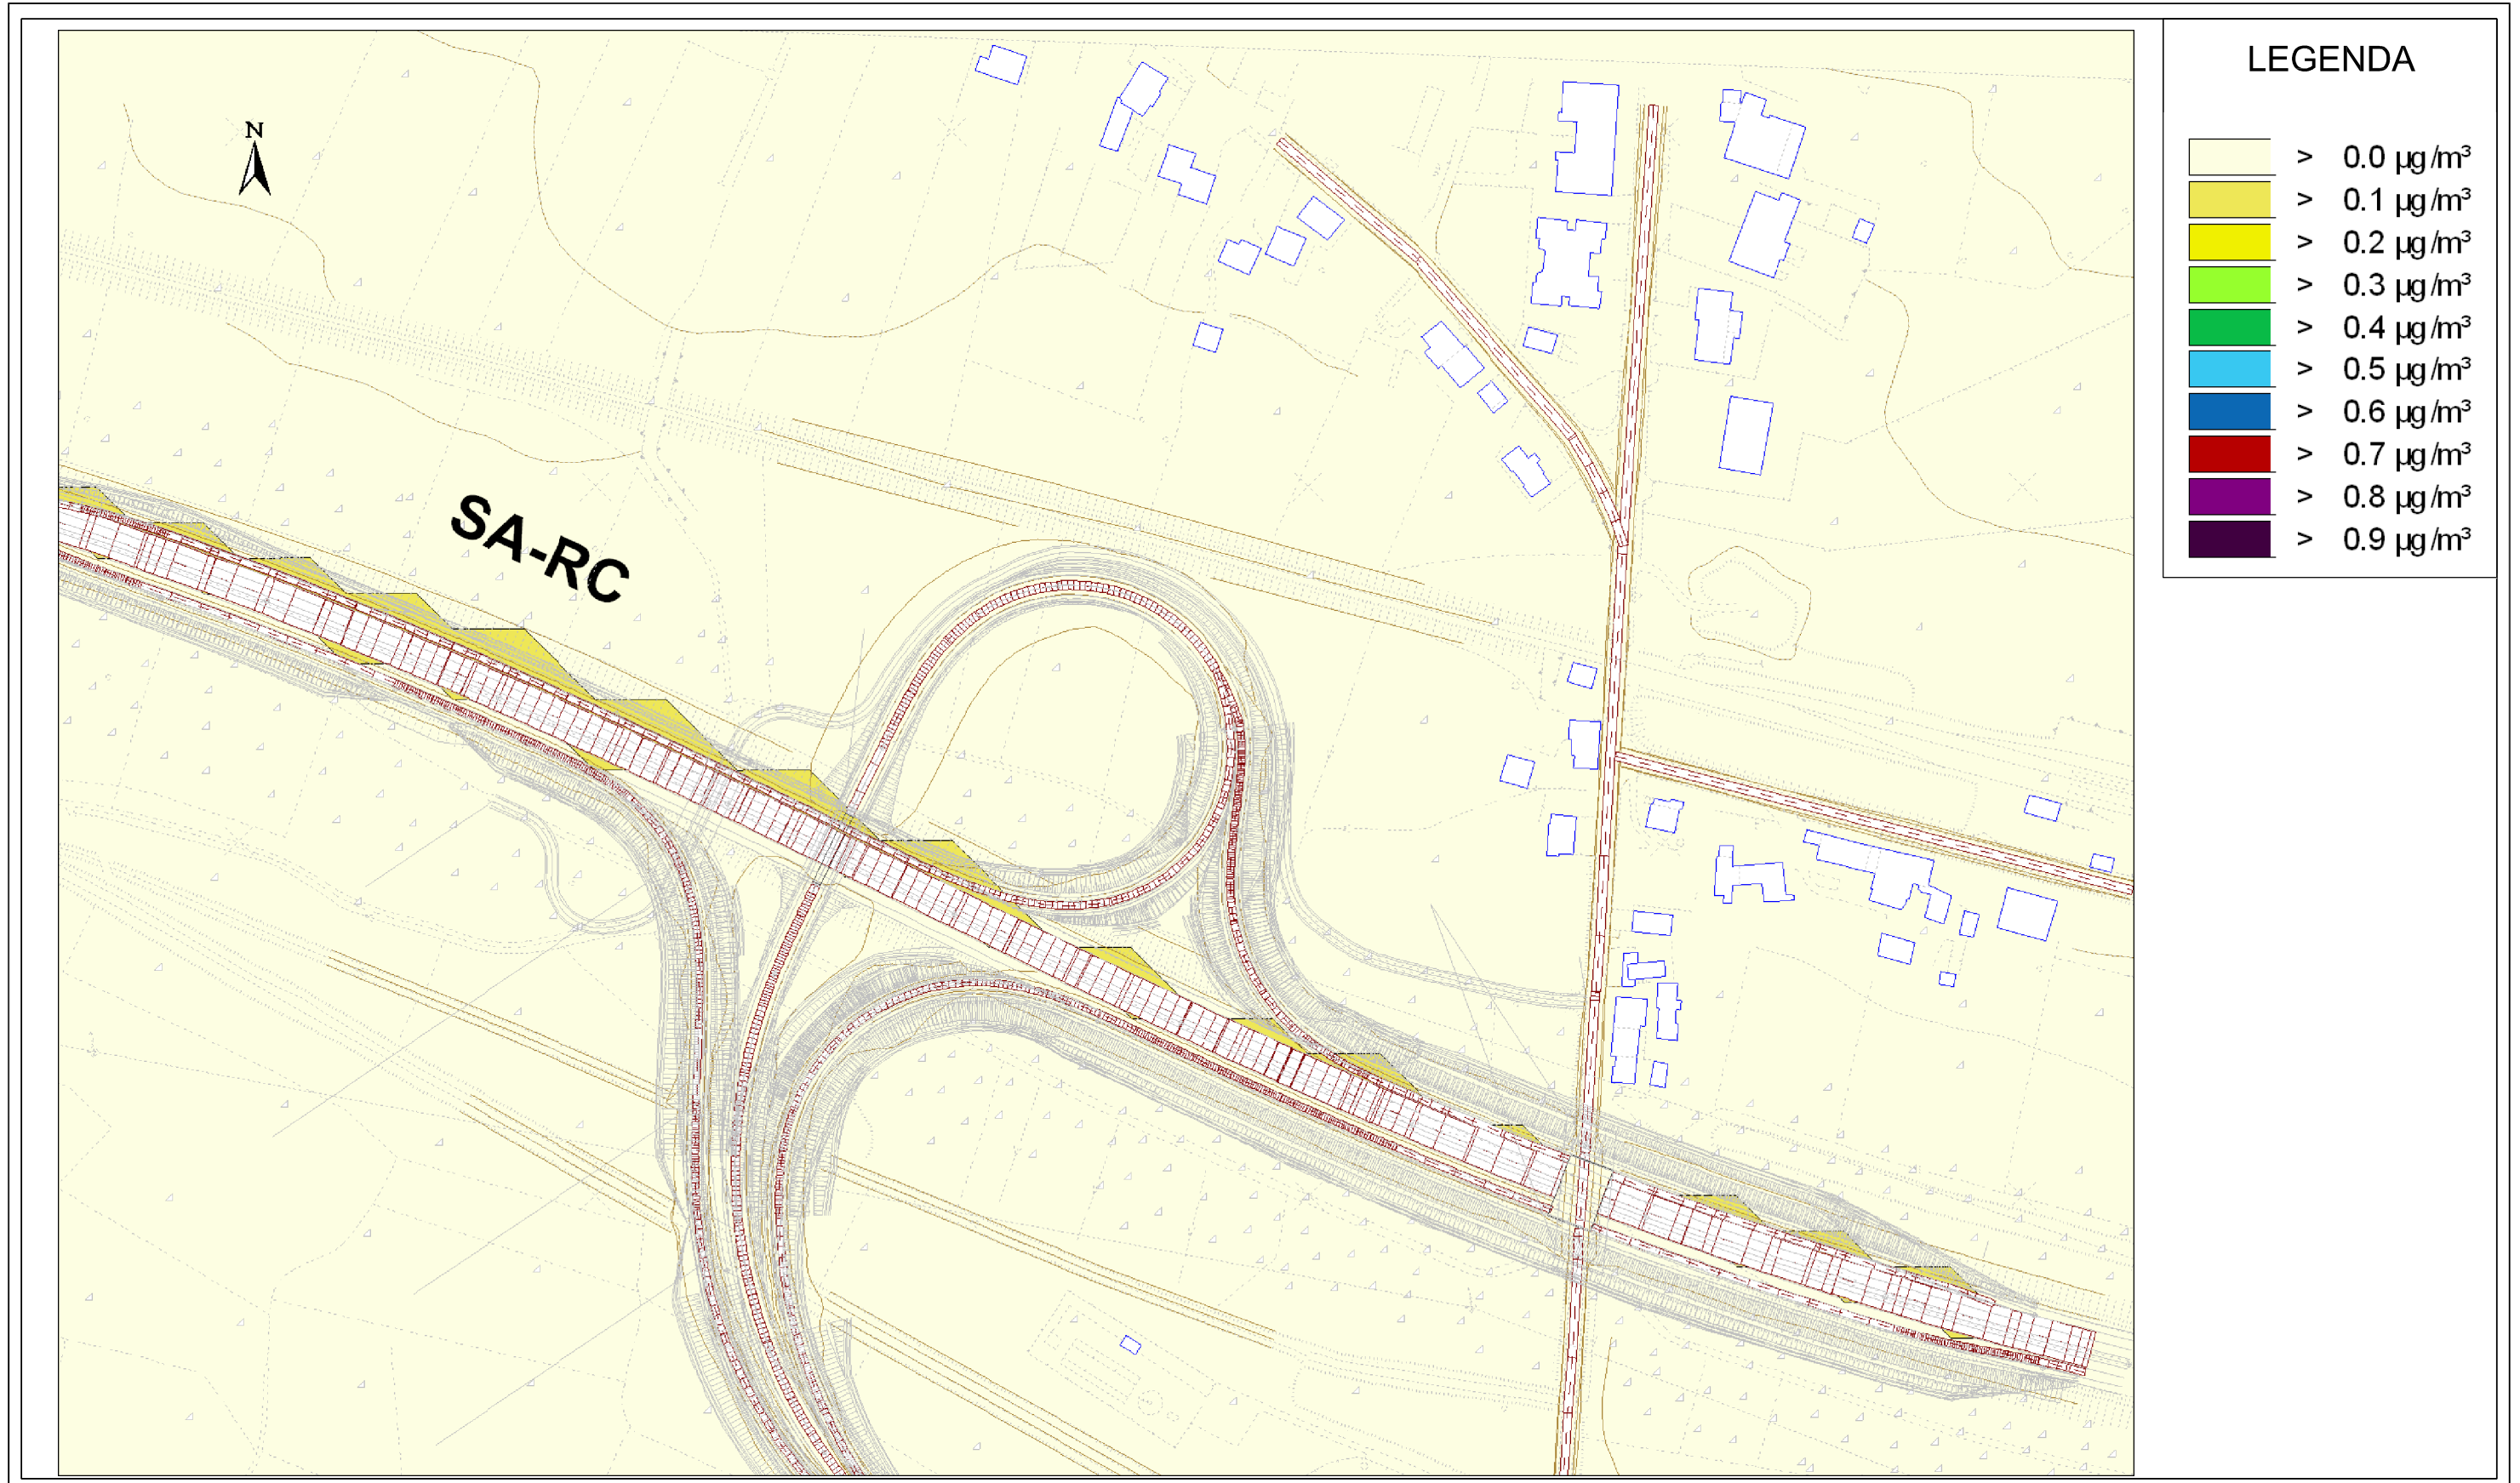 N
SA-RC
LEGENDA
> 0.0 µg/m³
> 0.1 µg/m³
> 0.2 µg/m³
> 0.3 µg/m³
> 0.4 µg/m³
> 0.5 µg/m³
> 0.6 µg/m³
> 0.7 µg/m³
> 0.8 µg/m³
> 0.9 µg/m³